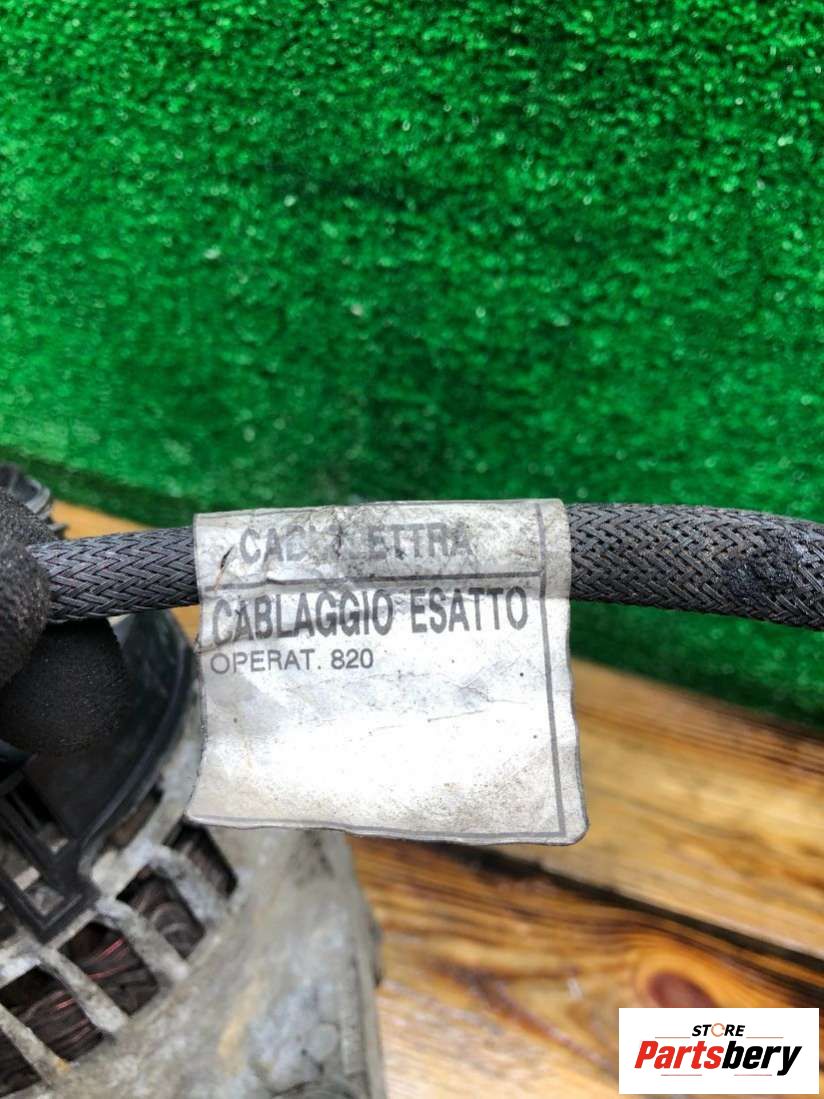 CABLAGGIO ESATTO
OPERAT. 820
STORE
Partsbery